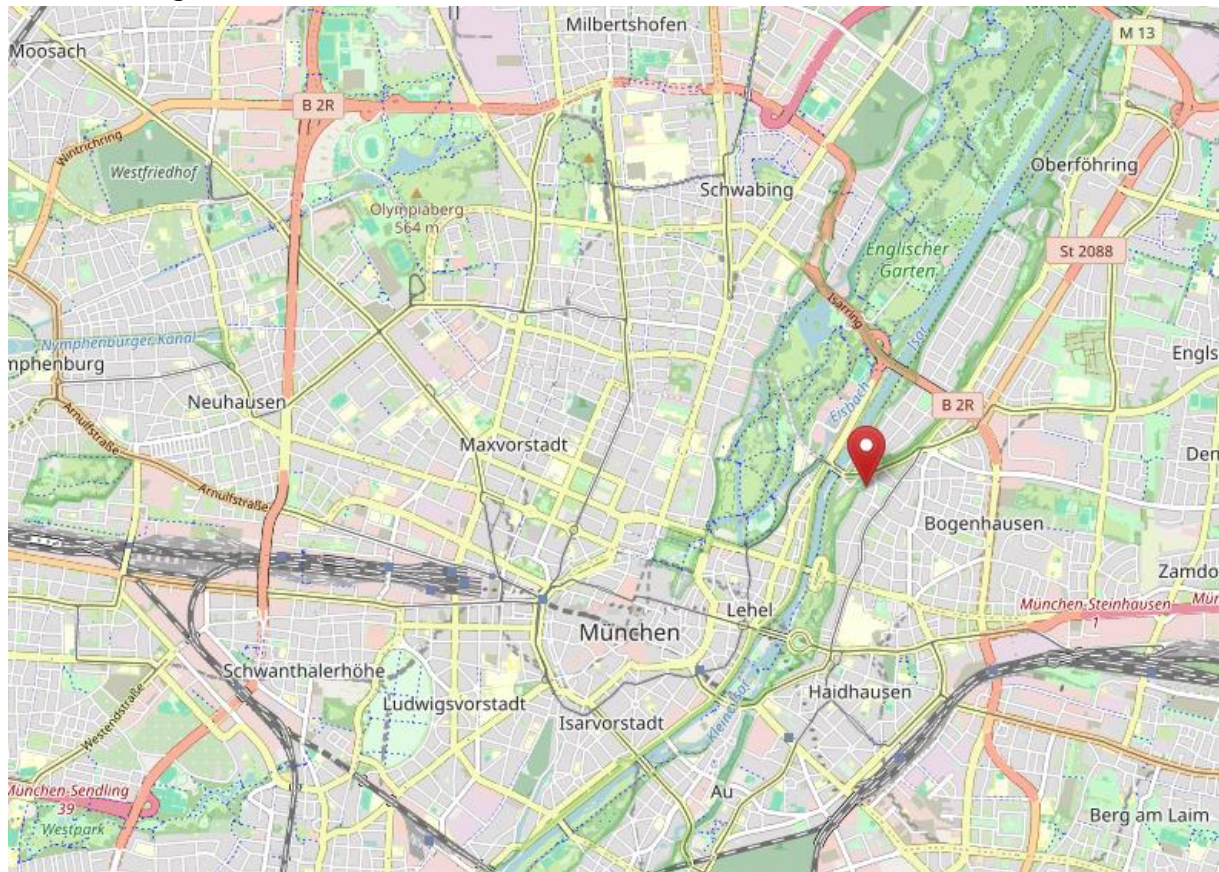 Milbertshofen
Moosach
M 13
B 2R
Wintrichring
Westfriedhof
Oberföhring
Schwabing
Olympiaberg
564 m
Englischer
Garten
St 2088
Isarring
Isar
Nymphenburger Kanal
mphenburg
Engls
Neuhausen
Eisbach
B 2R
Arnulfstraße
Maxvorstadt
Den
Arnulfstraße
Bogenhausen
Zamdo
München-Steinhausen
1
Mün
Lehel
München
Schwanthalerhöhe
Haidhausen
Ludwigsvorstadt
Kleine Isar
Isarvorstadt
Westendstraße
München-Sendling
39
Au
Westpark
Berg am Laim